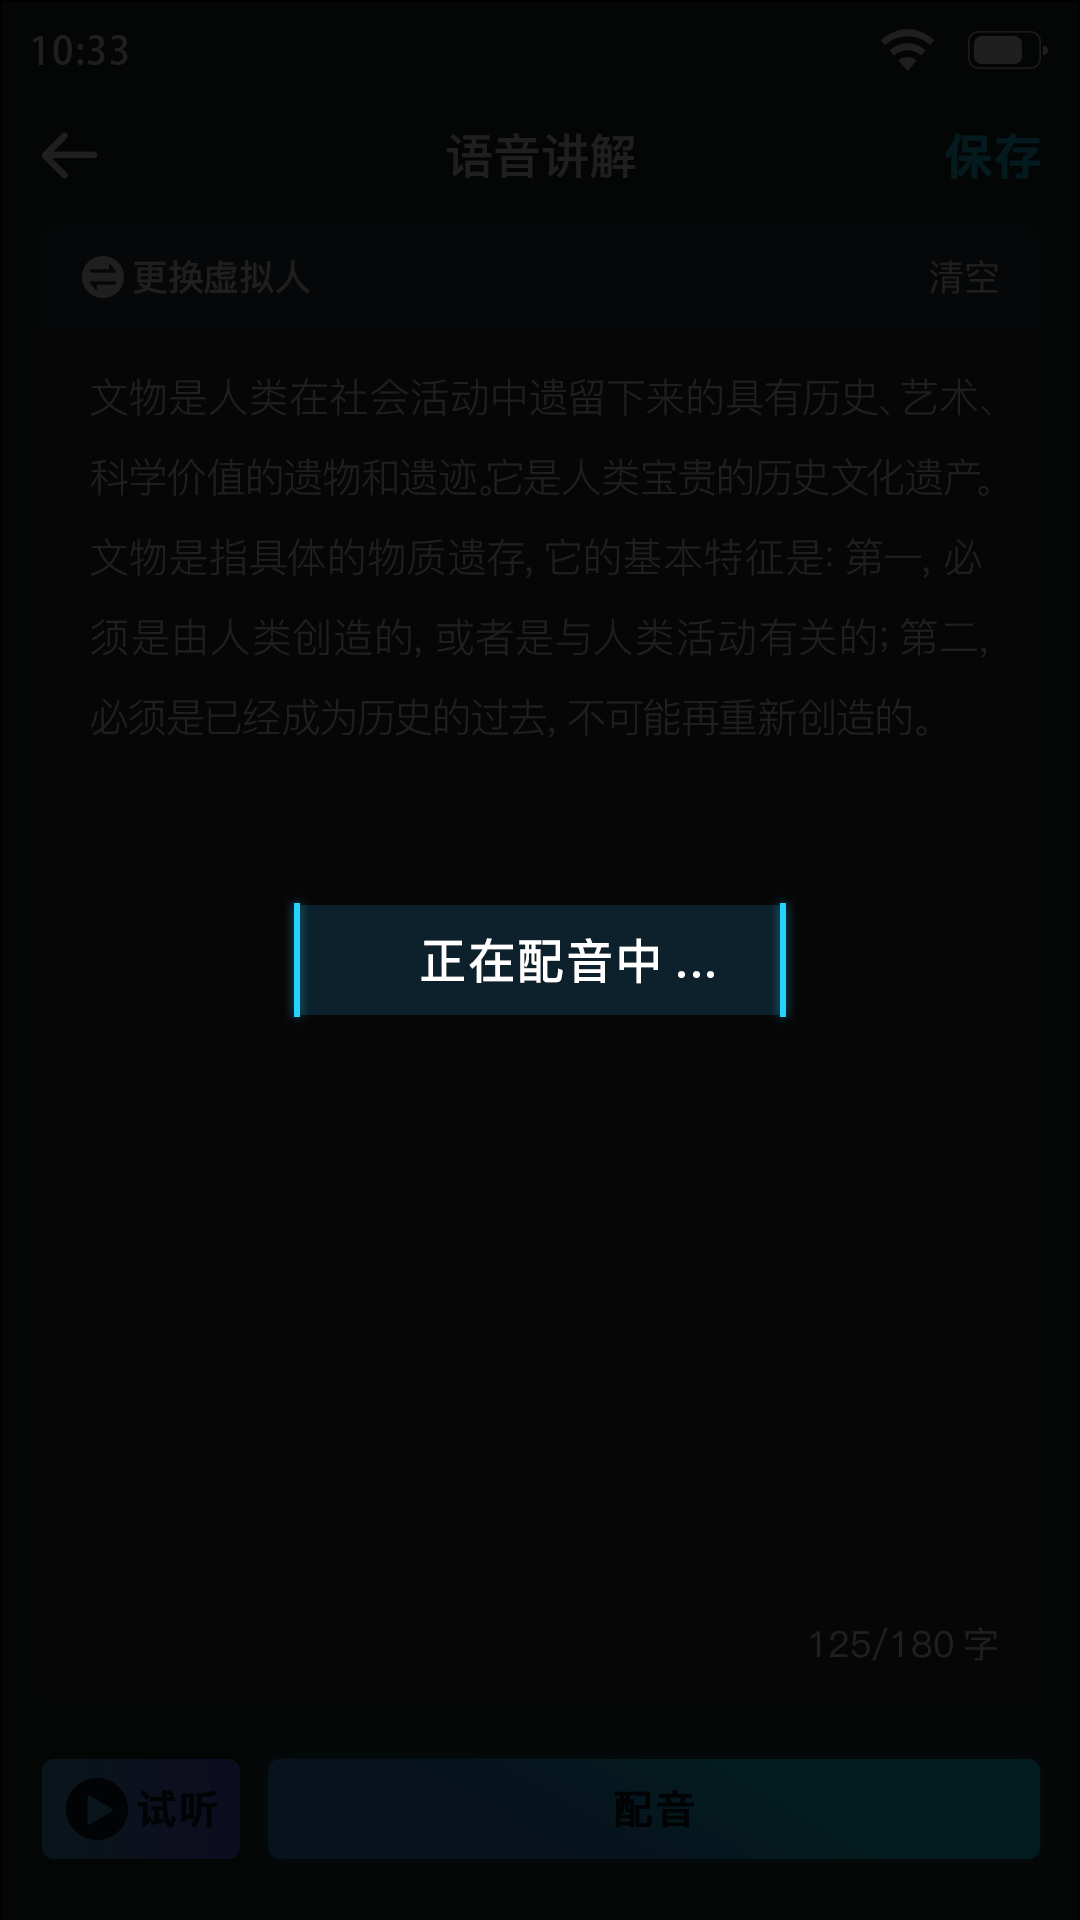 10:33
语音讲解
保存
更换虚拟人
清空
文物是人类在社会活动中遗留下来的具有历史、艺术、
科学价值的遗物和遗迹。它是人类宝贵的历史文化遗产。
文物是指具体的物质遗存, 它的基本特征是: 第一, 必
须是由人类创造的, 或者是与人类活动有关的; 第二,
必须是已经成为历史的过去, 不可能再重新创造的。
正在配音中 ...
125/180 字
试听
配音